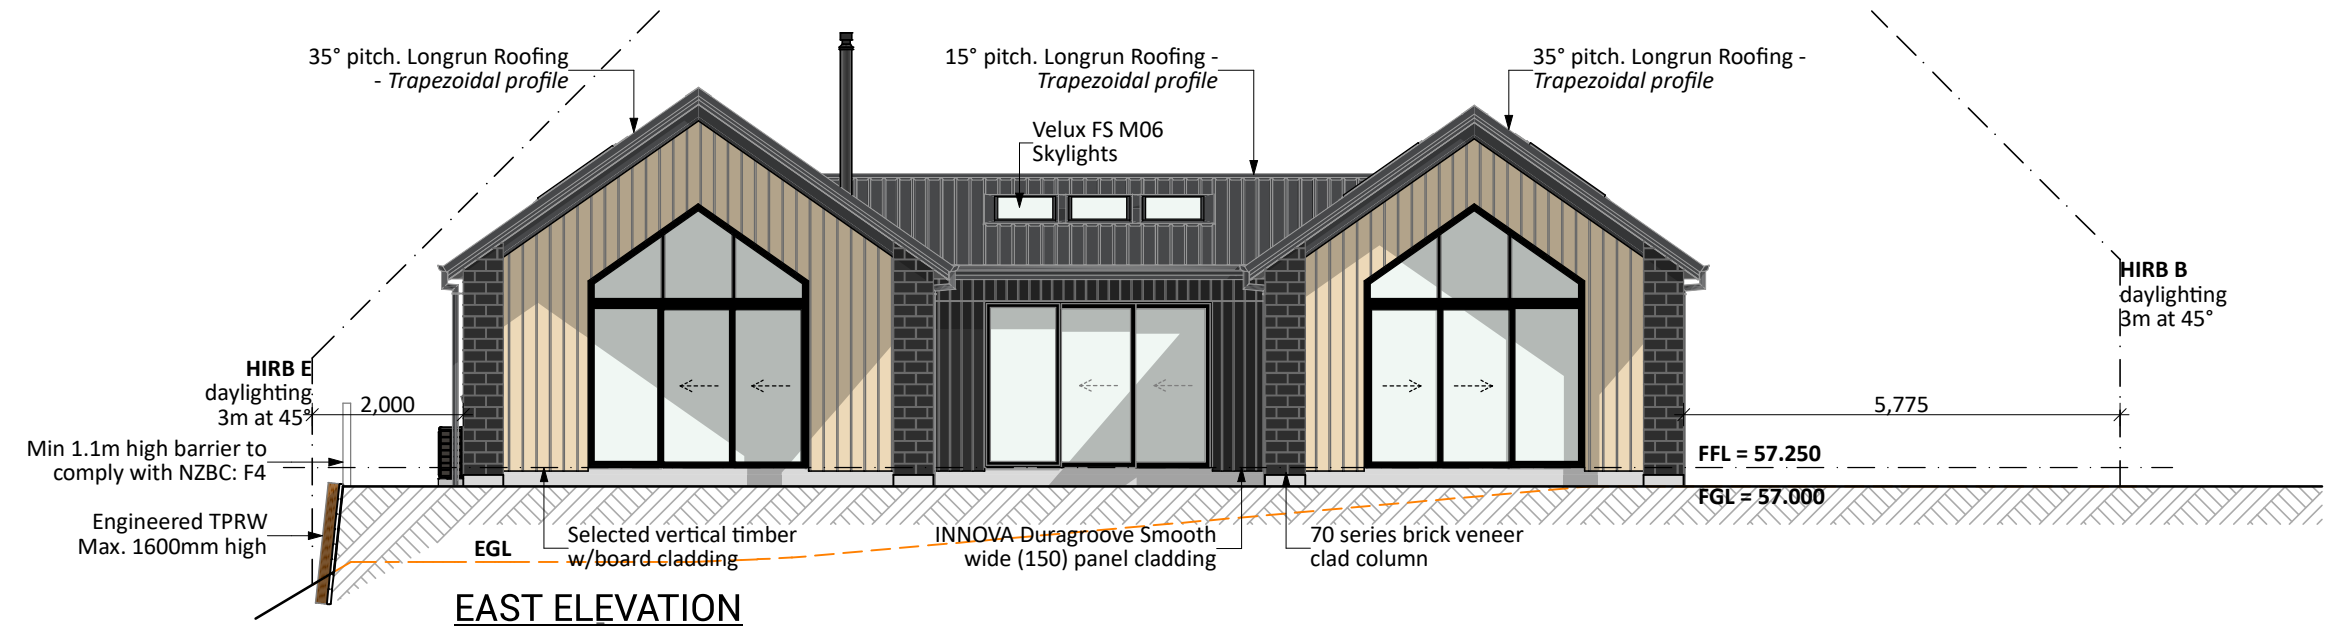 35° pitch. Longrun Roofing
- Trapezoidal profile
15° pitch. Longrun Roofing -
Trapezoidal profile
35° pitch. Longrun Roofing -
Trapezoidal profile
Velux FS M06
Skylights
HIRB B
daylighting
3m at 45°
HIRB E
daylighting
3m at 45°
2,000
5,775
Min 1.1m high barrier to
comply with NZBC: F4
FFL = 57.250
FGL = 57.000
Engineered TPRW
Max. 1600mm high
EGL
Selected vertical timber
w/board cladding
INNOVA Duragroove Smooth
wide (150) panel cladding
70 series brick veneer
clad column
EAST ELEVATION